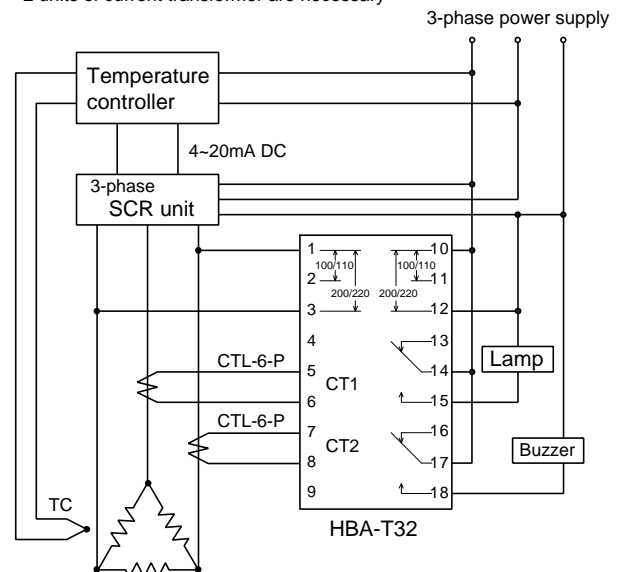 2 units of current transformer are necessary
3-phase power supply
Temperature
controller
4~20mA DC
3-phase
SCR unit
1 10
100/110 100/110
2 11
200/220 200/220
3 12
4 13
CTL-6-P
5 14
CT1
Lamp
6 15
CTL-6-P
7 16
CT2
Buzzer
8 17
9 18
TC
HBA-T32